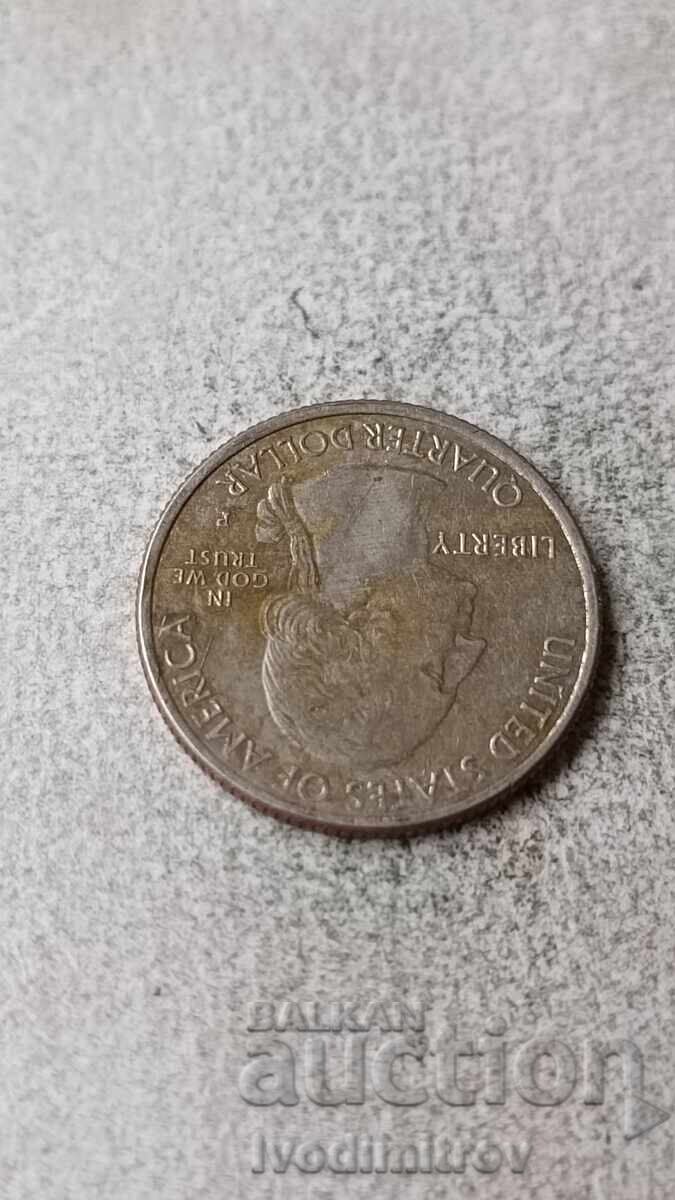 UNITED STATES OF AMERICA
LIBERTY
IN
GOD WE
TRUST
QUARTER DOLLAR
BALKAN
auction
Ivodimitrov